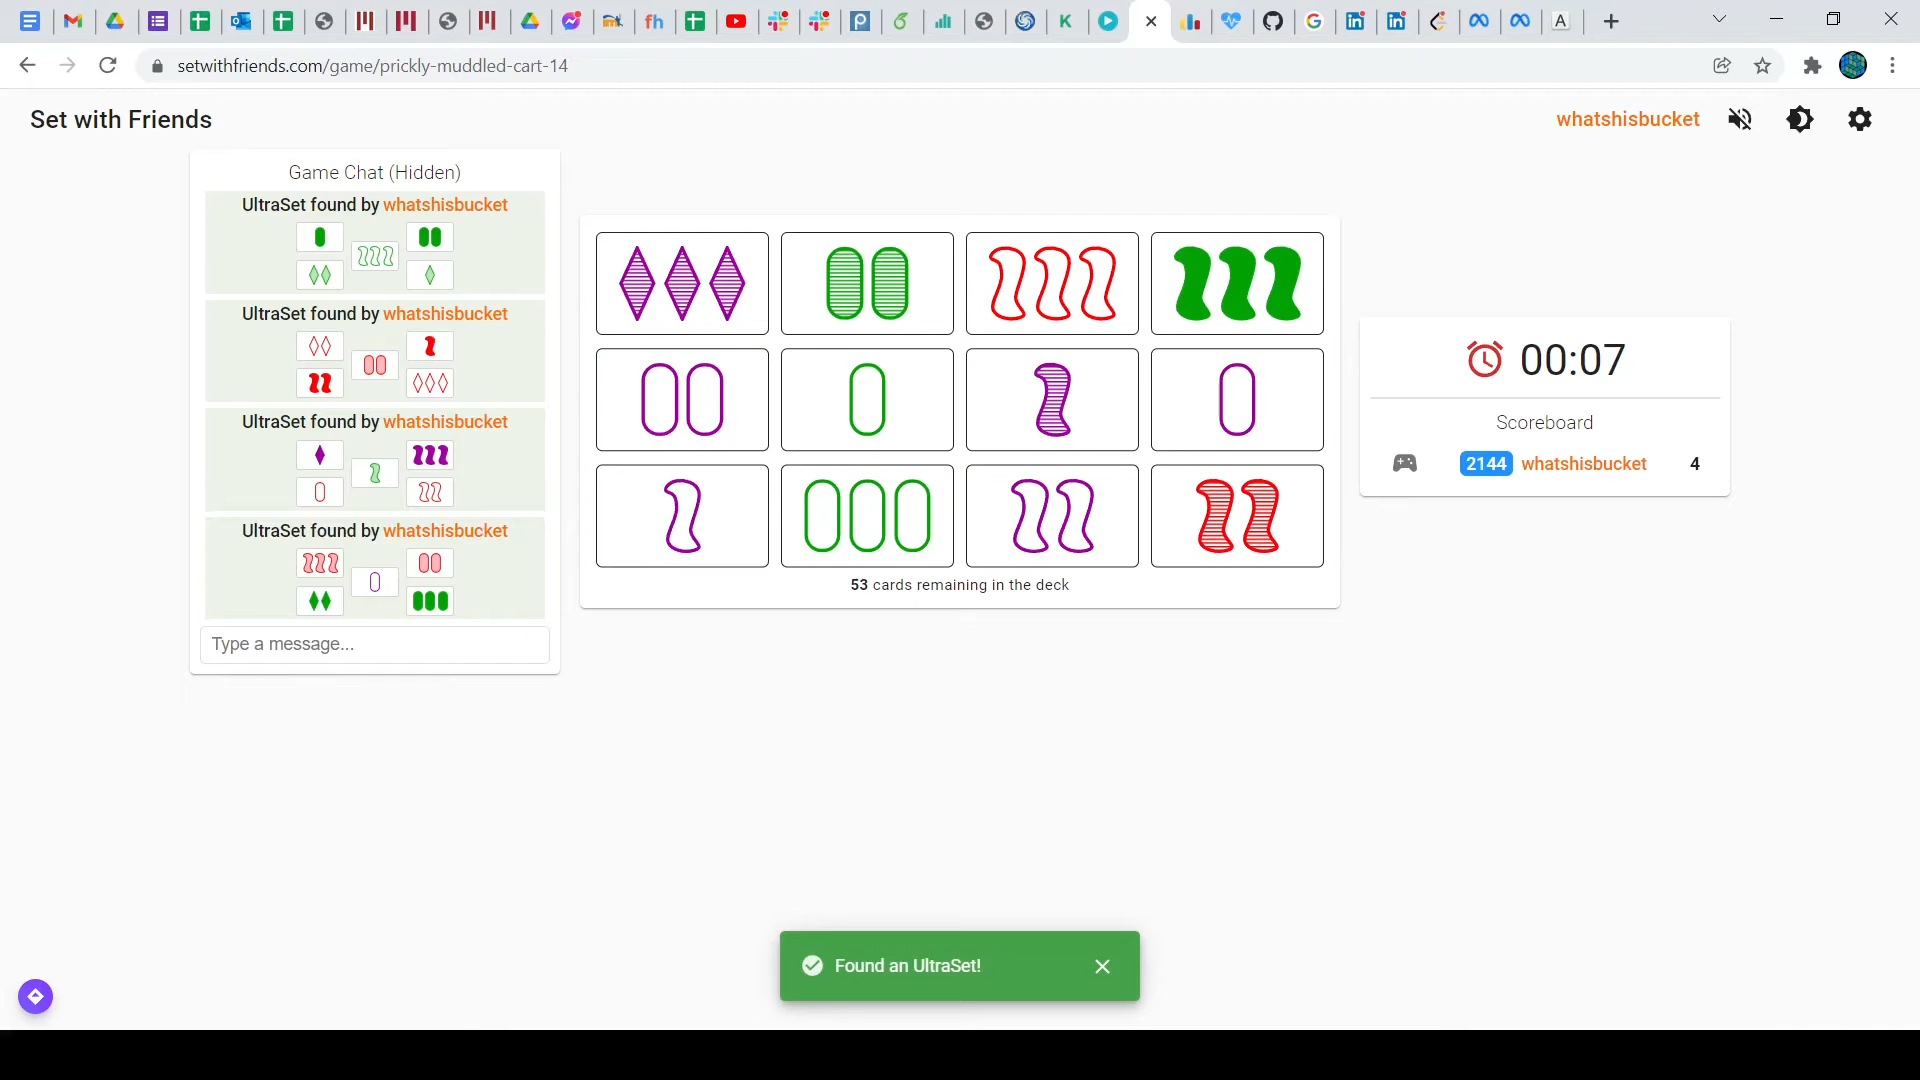 setwithfriends.com/game/prickly-muddled-cart-14
Set with Friends
whatshisbucket
Game Chat (Hidden)
UltraSet found by whatshisbucket
UltraSet found by whatshisbucket
UltraSet found by whatshisbucket
UltraSet found by whatshisbucket
Type a message...
53 cards remaining in the deck
00:07
Scoreboard
2144 whatshisbucket 4
Found an UltraSet!